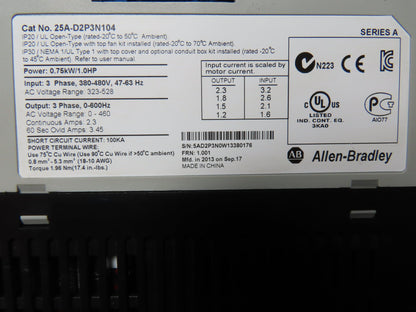 Cat No. 25A-D2P3N104
SERIES A
IP20 / UL Open-Type (rated-20°to 50°C Ambient)
IP20 / UL Open-Type with top fan kit installed (rated-20°to 70°C Ambient)
IP30 / NEMA 1/UL Type 1 with top cover and optional conduit box kit installed (rated-20°C
to 45°C Ambient) Refer to user manual.
Power: 0.75kW/1.0HP
Input: 3 Phase, 380-480V, 47-63 Hz
AC Voltage Range: 323-528
Output: 3 Phase, 0-600Hz
AC Voltage Range: 0 - 460
Continuous Amps: 2.3
60 Sec Ovld Amps: 3.45
Input current is scaled by
motor current.
OUTPUT INPUT
2.3 3.2
1.8 2.6
1.5 2.1
1.2 1.6
N223
C UL US
LISTED
IND. CONT. EQ.
3KA0
АЮ77
SHORT CIRCUIT CURRENT: 100KA
POWER TERMINAL WIRE:
Use 75°C Cu Wire (Use 90°C Cu wire if >50°C ambient)
0.8 mm² - 5.3 mm² (18-10 AWG)
Torque 1.96 Nm(17.4 in.-lbs.)
S/N: 5AD2P3N0W13380176
FRN: 1.001
Mfd. in 2013 on Sep.17
MADE IN CHINA
AB Allen-Bradley